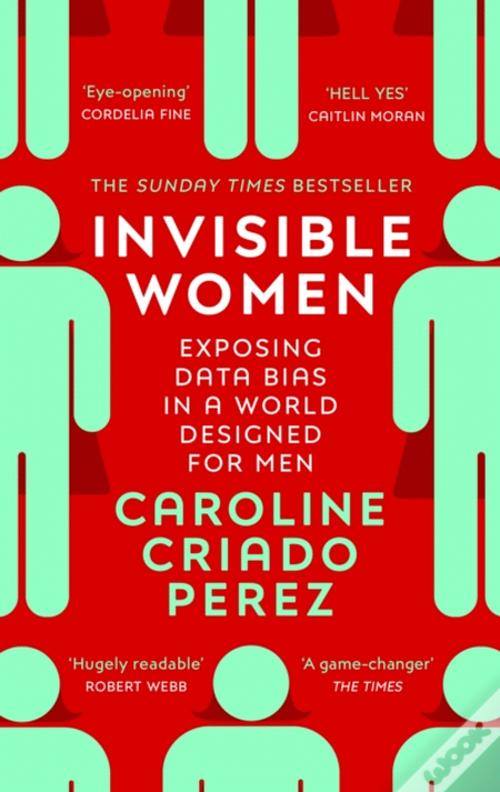 'Eye-opening'
CORDELIA FINE
'HELL YES'
CAITLIN MORAN
THE SUNDAY TIMES BESTSELLER
INVISIBLE
WOMEN
EXPOSING
DATA BIAS
IN A WORLD
DESIGNED
FOR MEN
CAROLINE
CRIADO
PEREZ
'Hugely readable'
ROBERT WEBB
'A game-changer'
THE TIMES
wook